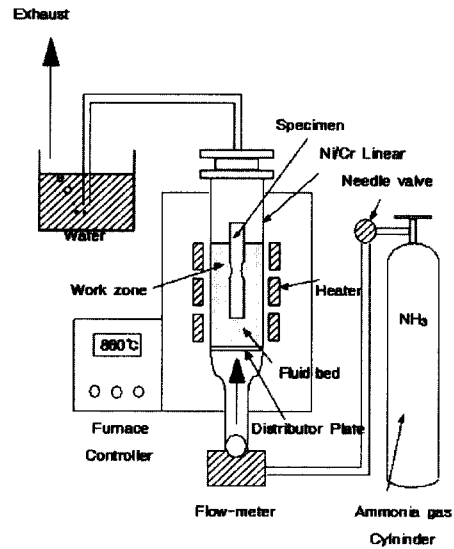 Exhaust
Specimen
Ni/Cr Linear
Needle valve
Water
Work zone
Heater
NH₃
860℃
Fluid bed
Furnace
Controller
Distributor Plate
Flow-meter
Ammonia gas
Cylninder